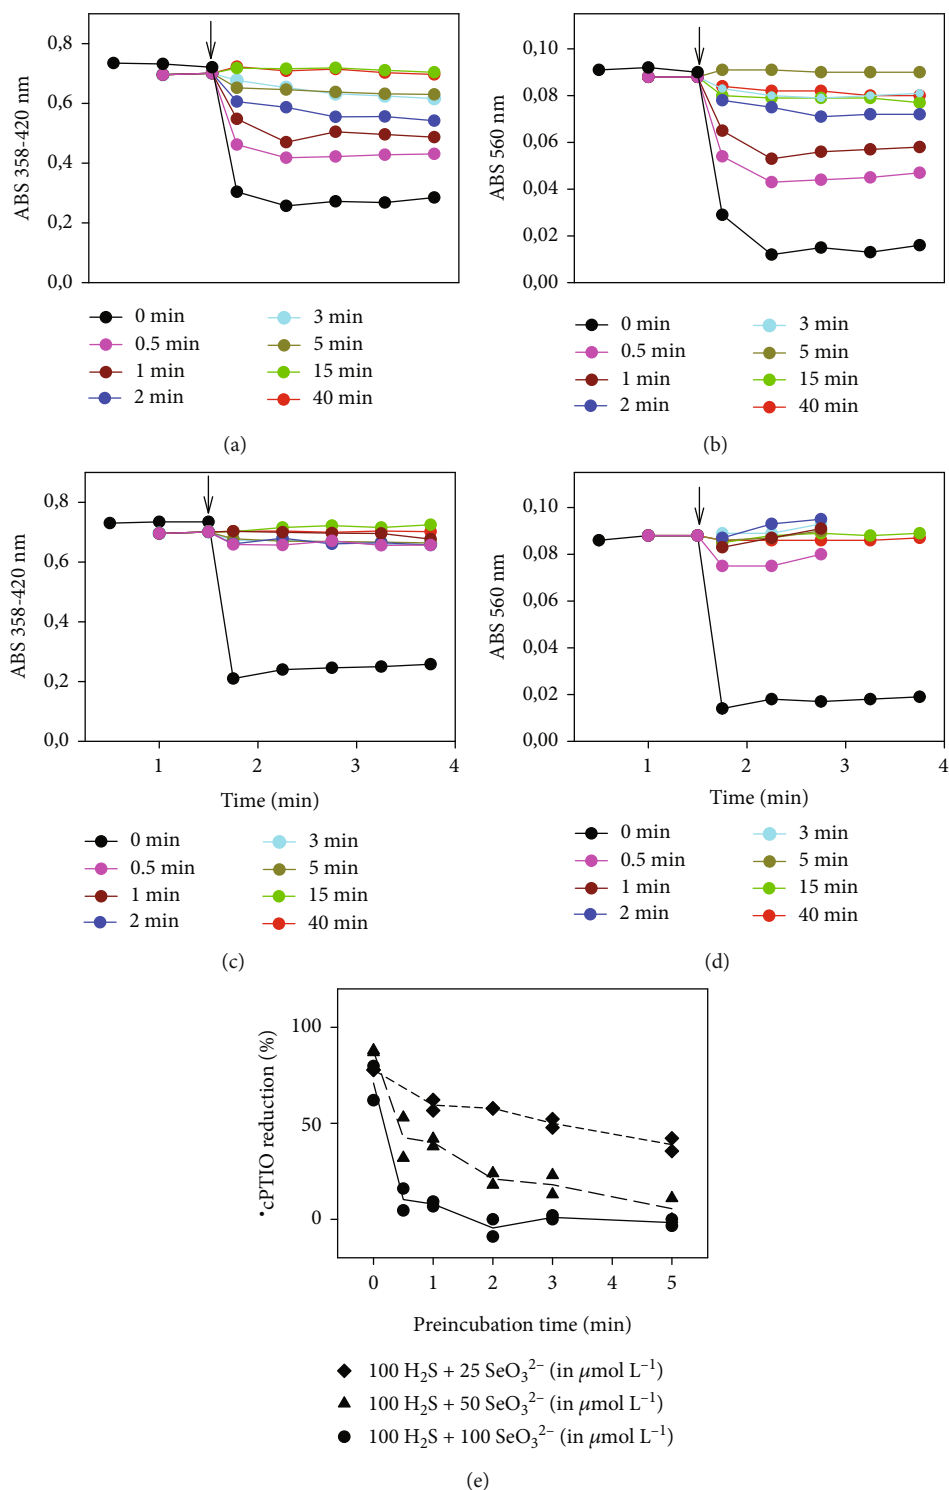 0,8
0,6
0,4
0,2
0,0
ABS 358-420 nm
0 min
0.5 min
1 min
2 min
3 min
5 min
15 min
40 min
(a)
0,10
0,08
0,06
0,04
0,02
0,00
ABS 560 nm
0 min
0.5 min
1 min
2 min
3 min
5 min
15 min
40 min
(b)
0,8
0,6
0,4
0,2
0,0
ABS 358-420 nm
1 2 3 4
Time (min)
0 min
0.5 min
1 min
2 min
3 min
5 min
15 min
40 min
(c)
0,10
0,08
0,06
0,04
0,02
0,00
ABS 560 nm
1 2 3 4
Time (min)
0 min
0.5 min
1 min
2 min
3 min
5 min
15 min
40 min
(d)
100
50
0
•cPTIO reduction (%)
0 1 2 3 4 5
Preincubation time (min)
100 H₂S + 25 SeO₃²⁻ (in μmol L⁻¹)
100 H₂S + 50 SeO₃²⁻ (in μmol L⁻¹)
100 H₂S + 100 SeO₃²⁻ (in μmol L⁻¹)
(e)